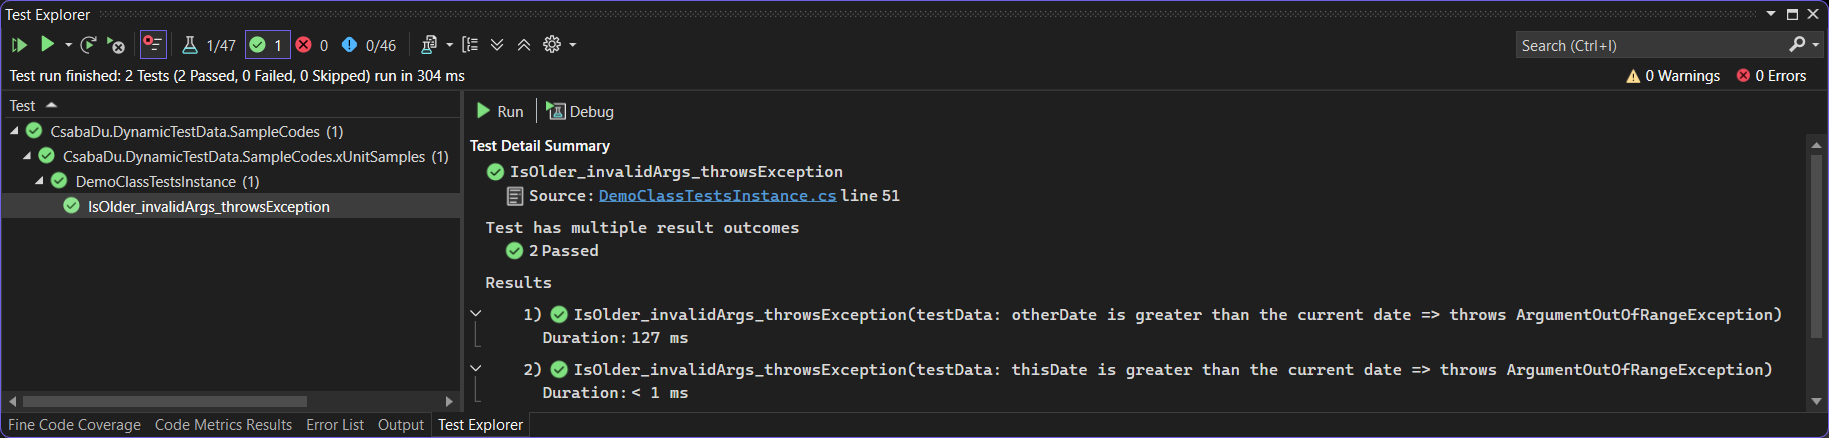 Test Explorer
1/47 1 0 0/46
Search (Ctrl+I)
Test run finished: 2 Tests (2 Passed, 0 Failed, 0 Skipped) run in 304 ms
0 Warnings 0 Errors
Test
CsabaDu.DynamicTestData.SampleCodes (1)
CsabaDu.DynamicTestData.SampleCodes.xUnitSamples (1)
DemoClassTestsInstance (1)
IsOlder_invalidArgs_throwsException
Run Debug
Test Detail Summary
IsOlder_invalidArgs_throwsException
Source: DemoClassTestsInstance.cs line 51
Test has multiple result outcomes
2 Passed
Results
1) IsOlder_invalidArgs_throwsException(testData: otherDate is greater than the current date => throws ArgumentOutOfRangeException)
Duration: 127 ms
2) IsOlder_invalidArgs_throwsException(testData: thisDate is greater than the current date => throws ArgumentOutOfRangeException)
Duration: < 1 ms
Fine Code Coverage Code Metrics Results Error List Output Test Explorer